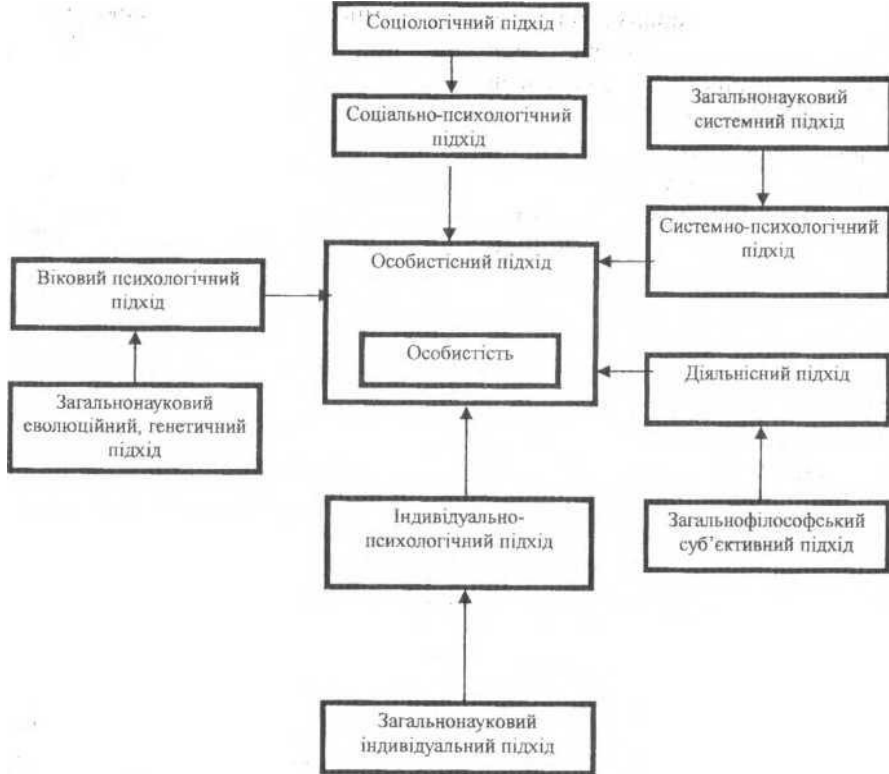 Соціологічний підхід
Соціально-психологічний
підхід
Загальнонауковий
системний підхід
Системно-психологічний
підхід
Особистісний підхід
Віковий психологічний
підхід
Особистість
Діяльнісний підхід
Загальнонауковий
еволюційний, генетичний
підхід
Індивідуально-
психологічний підхід
Загальнофілософський
суб’єктивний підхід
Загальнонауковий
індивідуальний підхід